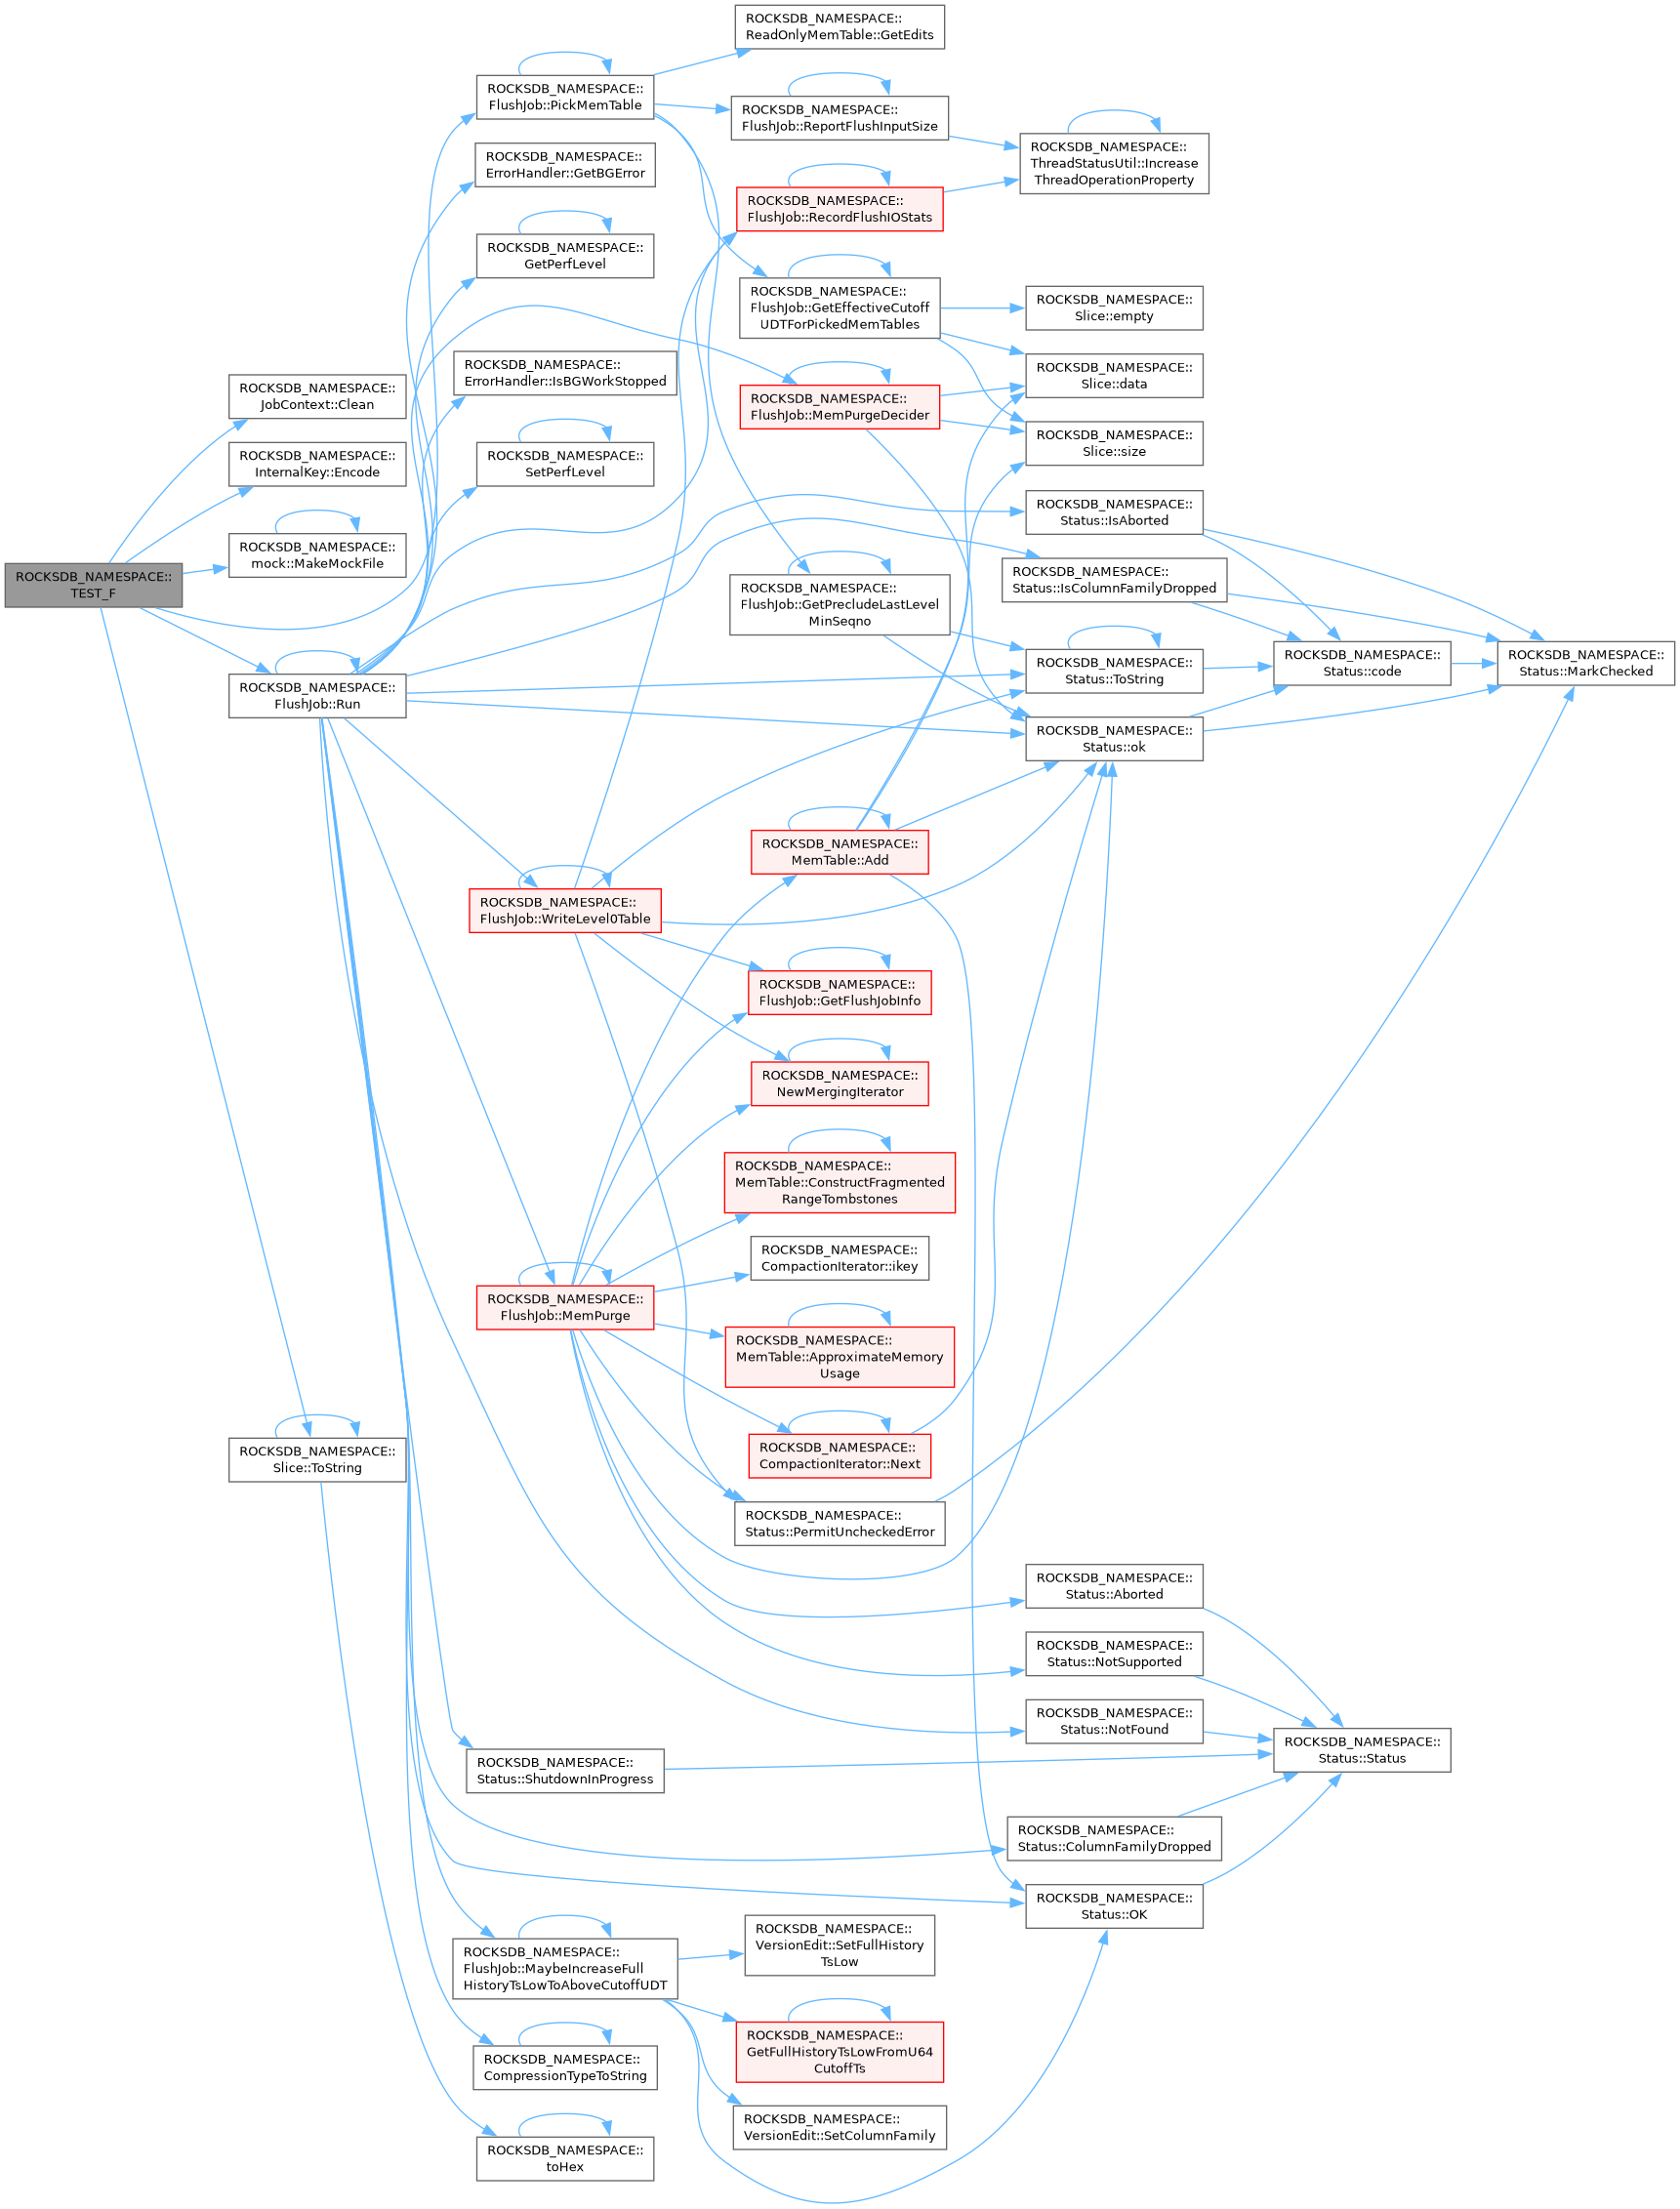 ROCKSDB_NAMESPACE::
TEST_F
ROCKSDB_NAMESPACE::
JobContext::Clean
ROCKSDB_NAMESPACE::
InternalKey::Encode
ROCKSDB_NAMESPACE::
mock::MakeMockFile
ROCKSDB_NAMESPACE::
FlushJob::Run
ROCKSDB_NAMESPACE::
Slice::ToString
ROCKSDB_NAMESPACE::
FlushJob::PickMemTable
ROCKSDB_NAMESPACE::
ErrorHandler::GetBGError
ROCKSDB_NAMESPACE::
GetPerfLevel
ROCKSDB_NAMESPACE::
ErrorHandler::IsBGWorkStopped
ROCKSDB_NAMESPACE::
SetPerfLevel
ROCKSDB_NAMESPACE::
FlushJob::WriteLevel0Table
ROCKSDB_NAMESPACE::
FlushJob::MemPurge
ROCKSDB_NAMESPACE::
Status::ShutdownInProgress
ROCKSDB_NAMESPACE::
FlushJob::MaybeIncreaseFull
HistoryTsLowToAboveCutoffUDT
ROCKSDB_NAMESPACE::
CompressionTypeToString
ROCKSDB_NAMESPACE::
toHex
ROCKSDB_NAMESPACE::
ReadOnlyMemTable::GetEdits
ROCKSDB_NAMESPACE::
FlushJob::ReportFlushInputSize
ROCKSDB_NAMESPACE::
FlushJob::RecordFlushIOStats
ROCKSDB_NAMESPACE::
FlushJob::GetEffectiveCutoff
UDTForPickedMemTables
ROCKSDB_NAMESPACE::
FlushJob::MemPurgeDecider
ROCKSDB_NAMESPACE::
FlushJob::GetPrecludeLastLevel
MinSeqno
ROCKSDB_NAMESPACE::
MemTable::Add
ROCKSDB_NAMESPACE::
FlushJob::GetFlushJobInfo
ROCKSDB_NAMESPACE::
NewMergingIterator
ROCKSDB_NAMESPACE::
MemTable::ConstructFragmented
RangeTombstones
ROCKSDB_NAMESPACE::
CompactionIterator::ikey
ROCKSDB_NAMESPACE::
MemTable::ApproximateMemory
Usage
ROCKSDB_NAMESPACE::
CompactionIterator::Next
ROCKSDB_NAMESPACE::
Status::PermitUncheckedError
ROCKSDB_NAMESPACE::
VersionEdit::SetFullHistory
TsLow
ROCKSDB_NAMESPACE::
GetFullHistoryTsLowFromU64
CutoffTs
ROCKSDB_NAMESPACE::
VersionEdit::SetColumnFamily
ROCKSDB_NAMESPACE::
ThreadStatusUtil::Increase
ThreadOperationProperty
ROCKSDB_NAMESPACE::
Slice::empty
ROCKSDB_NAMESPACE::
Slice::data
ROCKSDB_NAMESPACE::
Slice::size
ROCKSDB_NAMESPACE::
Status::IsAborted
ROCKSDB_NAMESPACE::
Status::IsColumnFamilyDropped
ROCKSDB_NAMESPACE::
Status::ToString
ROCKSDB_NAMESPACE::
Status::ok
ROCKSDB_NAMESPACE::
Status::Aborted
ROCKSDB_NAMESPACE::
Status::NotSupported
ROCKSDB_NAMESPACE::
Status::NotFound
ROCKSDB_NAMESPACE::
Status::ColumnFamilyDropped
ROCKSDB_NAMESPACE::
Status::OK
ROCKSDB_NAMESPACE::
Status::code
ROCKSDB_NAMESPACE::
Status::Status
ROCKSDB_NAMESPACE::
Status::MarkChecked